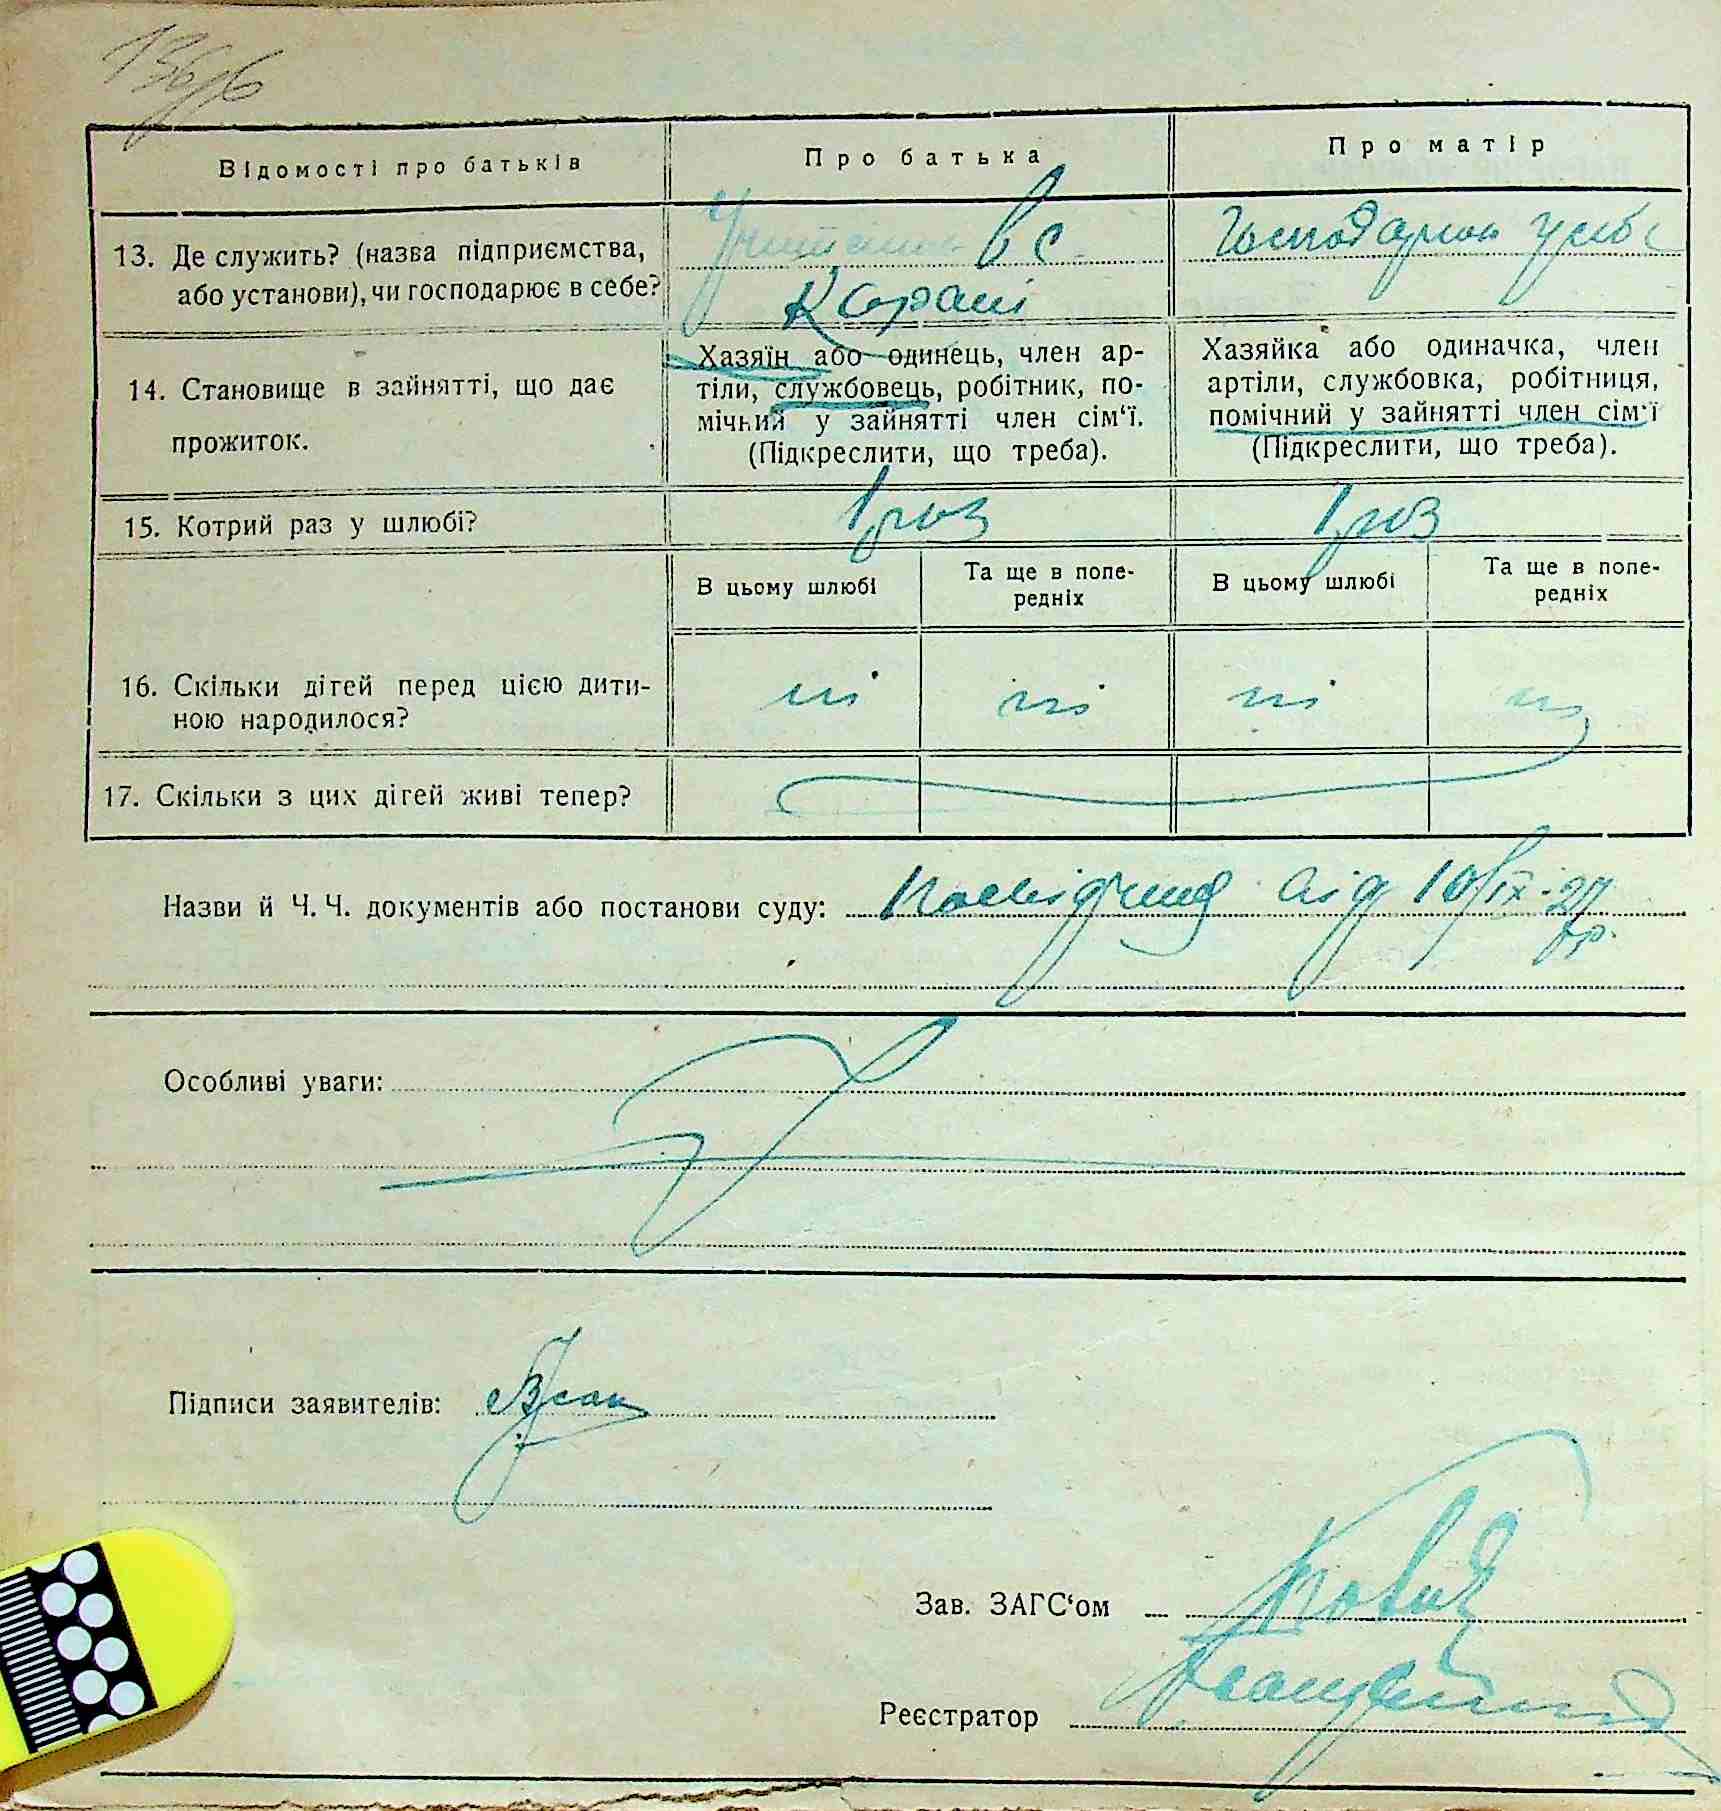 Відомості про батьків
Про батька
Про матір
13. Де служить? (назва підприємства,
або установи), чи господарює в себе?
в с.
Господарює у себе
14. Становище в зайнятті, що дає
прожиток.
Хазяїн або одинець, член ар-
тіли, службовець, робітник, по-
мічний у зайнятті член сім‘ї.
(Підкреслити, що треба).
Хазяйка або одиначка, член
артіли, службовка, робітниця,
помічний у зайнятті член сім‘ї
(Підкреслити, що треба).
15. Котрий раз у шлюбі?
1 раз
1 раз
В цьому шлюбі
Та ще в попе-
редніх
В цьому шлюбі
Та ще в попе-
редніх
16. Скільки дітей перед цією дити-
ною народилося?
ні
ні
ні
ні
17. Скільки з цих дітей живі тепер?
Назви й Ч. Ч. документів або постанови суду: від 10/IX-27
р.
Особливі уваги:
Підписи заявителів:
Зав. ЗАГС‘ом
Реєстратор